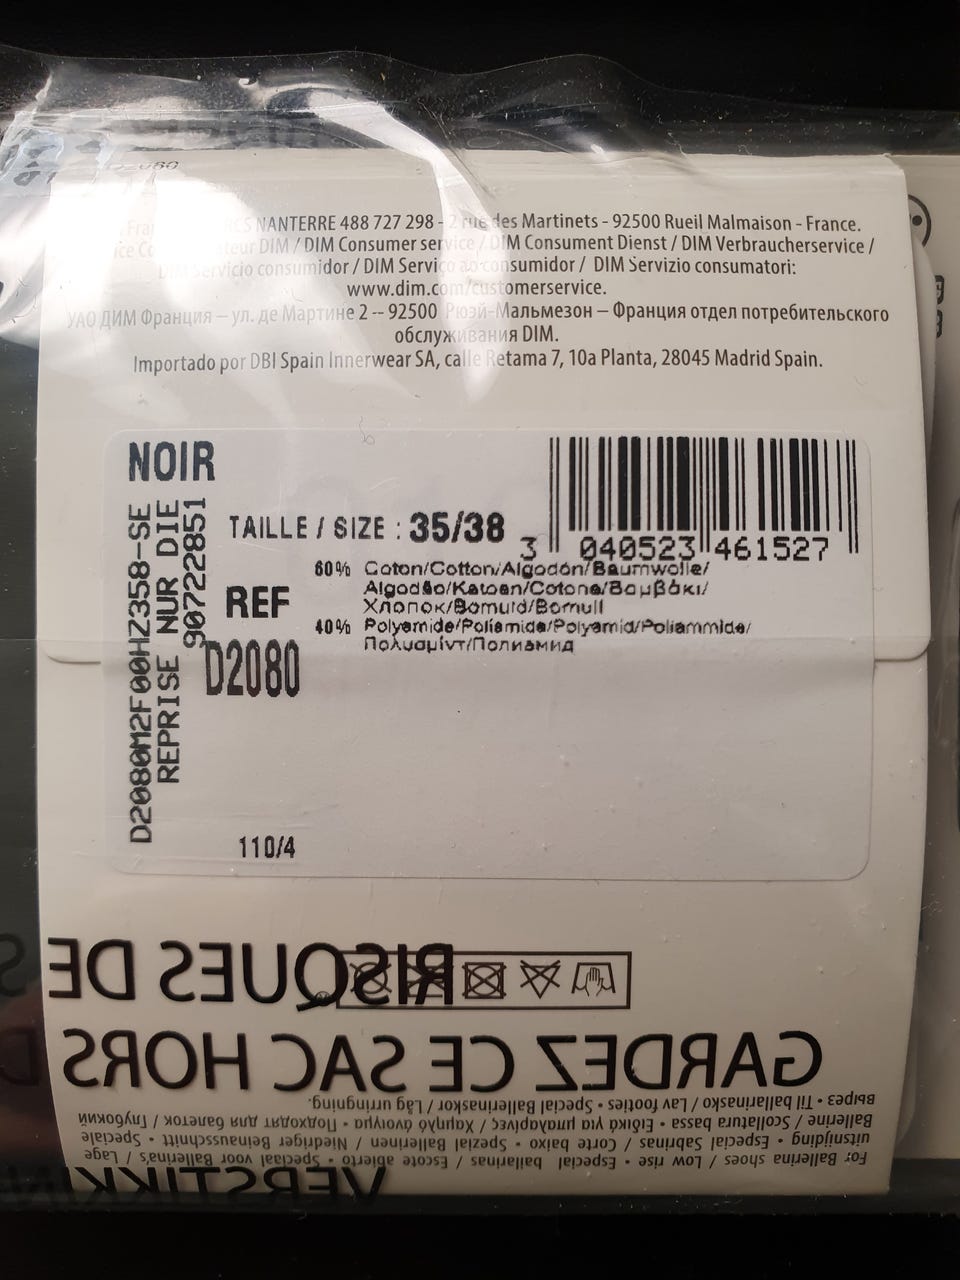 D2080
RCS NANTERRE 488 727 298 - 2 rue des Martinets - 92500 Rueil Malmaison - France.
ateur DIM / DIM Consumer service / DIM Consument Dienst / DIM Verbraucherservice /
DIM Servicio consumidor / DIM Serviço ao consumidor / DIM Servizio consumatori:
www.dim.com/customerservice.
УАО ДИМ Франция – ул. де Мартине 2 -- 92500 Рюэй-Мальмезон – Франция отдел потребительского
обслуживания DIM.
Importado por DBI Spain Innerwear SA, calle Retama 7, 10a Planta, 28045 Madrid Spain.
NOIR
TAILLE / SIZE : 35/38
3 040523 461527
REF
D2080
60% Coton/Cotton/Algodón/Baumwolle/
Algodão/Katoen/Cotone/Βαμβάκι/
Хлопок/Bomuld/Bomull
40% Polyamide/Poliamida/Polyamid/Poliammide/
Πολυαμίντ/Полиамид
D2080M2F00HZ358-SE
REPRISE NUR DIE
90722851
110/4
RISQUES DE
GARDEZ CE SAC HORS
For Ballerina shoes / Low rise • Especial ballerinas / Escote abierto • Speciaal voor Ballerina's / Lage
uitsnijding • Especial Sabrinas / Corte baixo • Spezial Ballerinen / Niedriger Beinausschnitt • Speciale
Ballerine / Scollatura bassa • Ειδικά για μπαλαρίνες / Χαμηλό άνοιγμα • Подходят для балеток / Глубокий
вырез • Til ballarinasko / Lav footies • Special Ballerinaskor / Låg urringning.